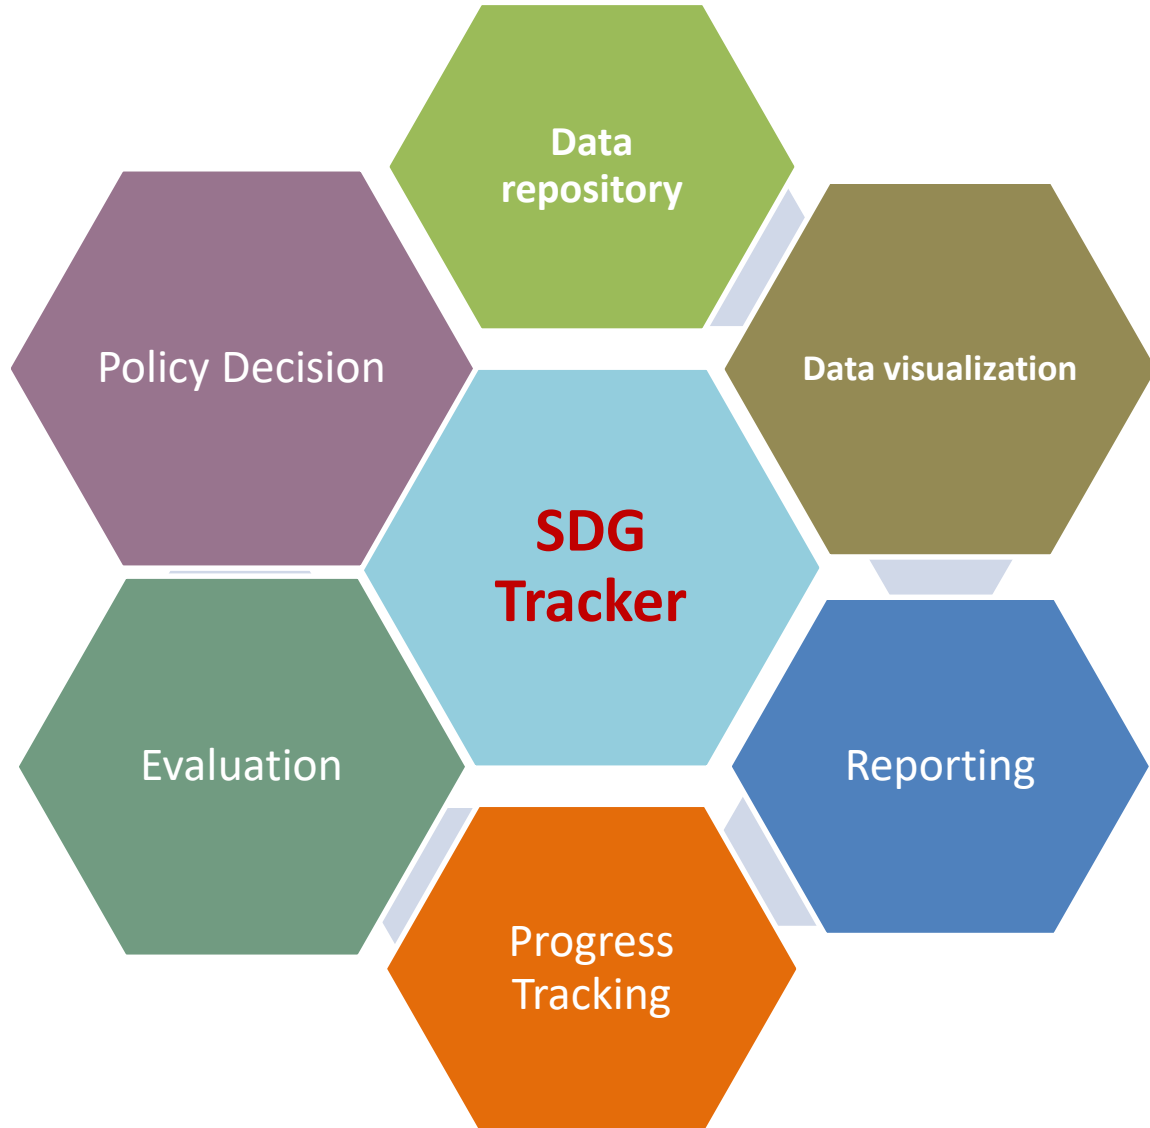 Data
repository
Policy Decision
Data visualization
SDG
Tracker
Evaluation
Reporting
Progress
Tracking